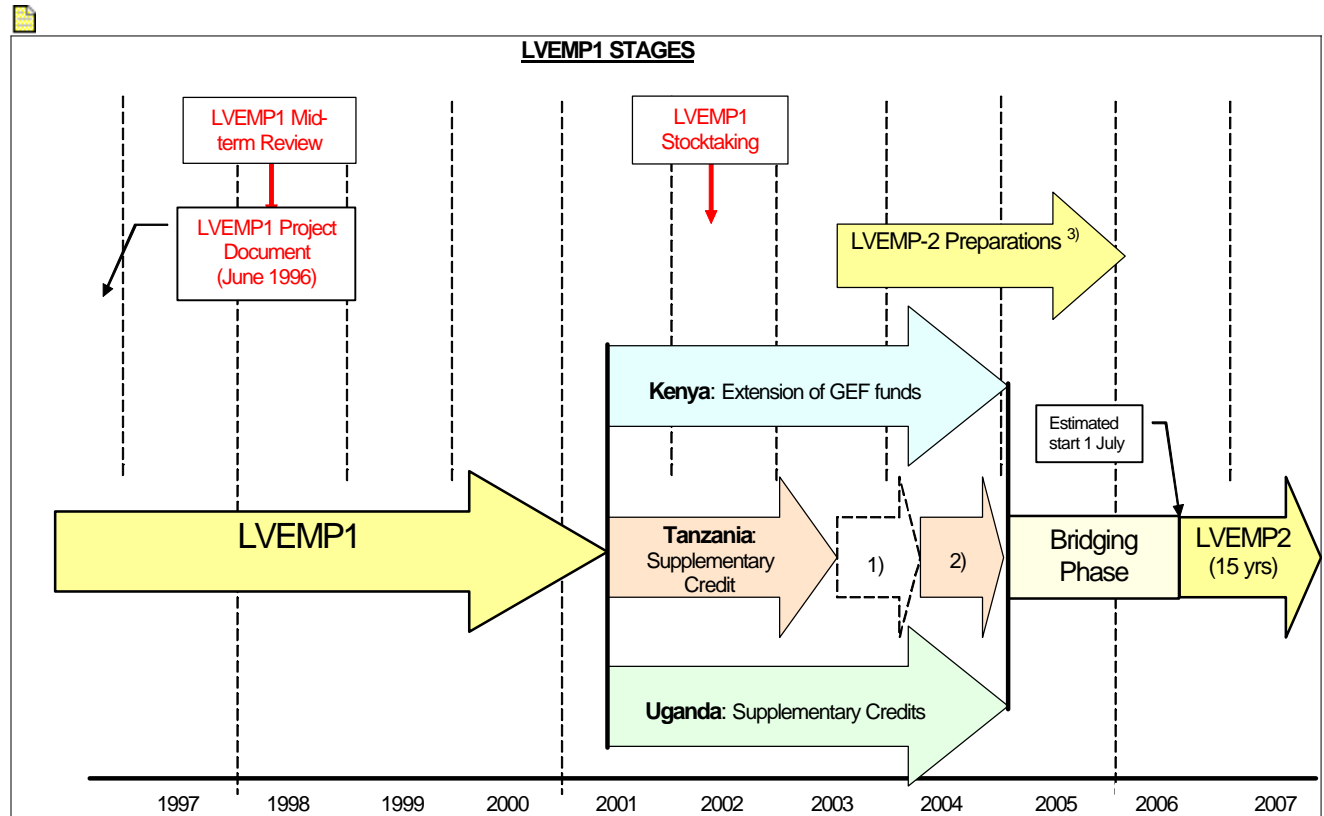 LVEMP1 STAGES
LVEMP1 Mid-
term Review
LVEMP1
Stocktaking
LVEMP1 Project
Document
(June 1996)
LVEMP-2 Preparations 3)
Kenya: Extension of GEF funds
Estimated
start 1 July
LVEMP1
Tanzania:
Supplementary
Credit
1)
2)
Bridging
Phase
LVEMP2
(15 yrs)
Uganda: Supplementary Credits
1997 1998 1999 2000 2001 2002 2003 2004 2005 2006 2007